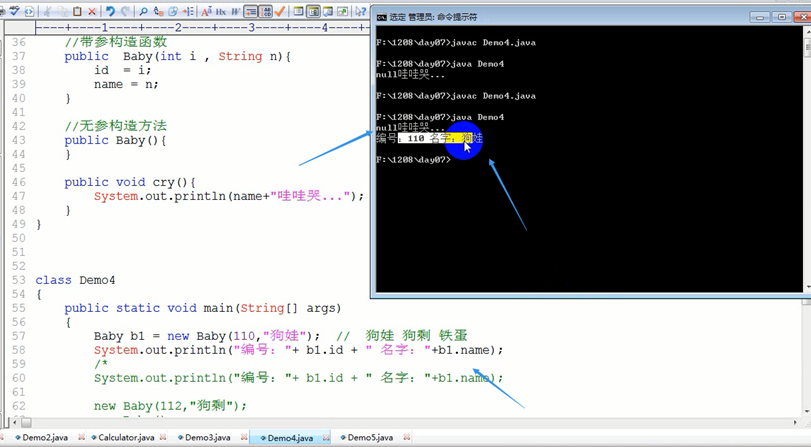 ----+----1----+----2----+----3----+-
36 //带参构造函数
37 public Baby(int i , String n){
38 id = i;
39 name = n;
40 }
41
42 //无参构造方法
43 public Baby(){
44 }
45
46 public void cry(){
47 System.out.println(name+"哇哇哭...");
48 }
49 }
50
51
52
53 class Demo4
54 {
55 public static void main(String[] args)
56 {
57 Baby b1 = new Baby(110,"狗娃"); // 狗娃 狗剩 铁蛋
58 System.out.println("编号："+ b1.id + " 名字："+b1.name);
59 /*
60 System.out.println("编号："+ b1.id + " 名字："+b1.name);
61
62 new Baby(112,"狗剩");
Demo2.java Calculator.java Demo3.java Demo4.java Demo5.java
选定 管理员: 命令提示符
F:\1208\day07>javac Demo4.java
F:\1208\day07>java Demo4
null哇哇哭...
F:\1208\day07>javac Demo4.java
F:\1208\day07>java Demo4
null哇哇哭...
编号：110 名字：狗娃
F:\1208\day07>